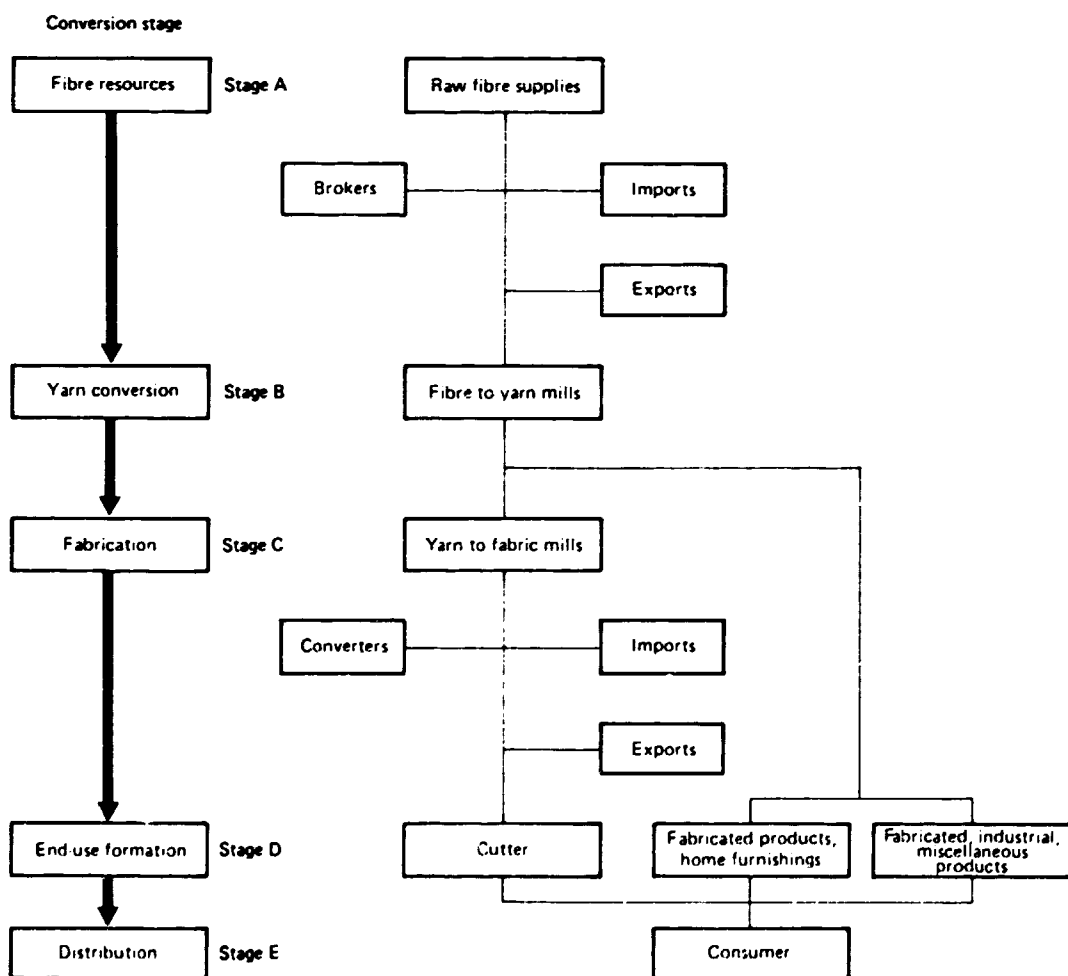 Conversion stage
Fibre resources
Stage A
Raw fibre supplies
Brokers
Imports
Exports
Yarn conversion
Stage B
Fibre to yarn mills
Fabrication
Stage C
Yarn to fabric mills
Converters
Imports
Exports
End-use formation
Stage D
Cutter
Fabricated products,
home furnishings
Fabricated, industrial,
miscellaneous
products
Distribution
Stage E
Consumer